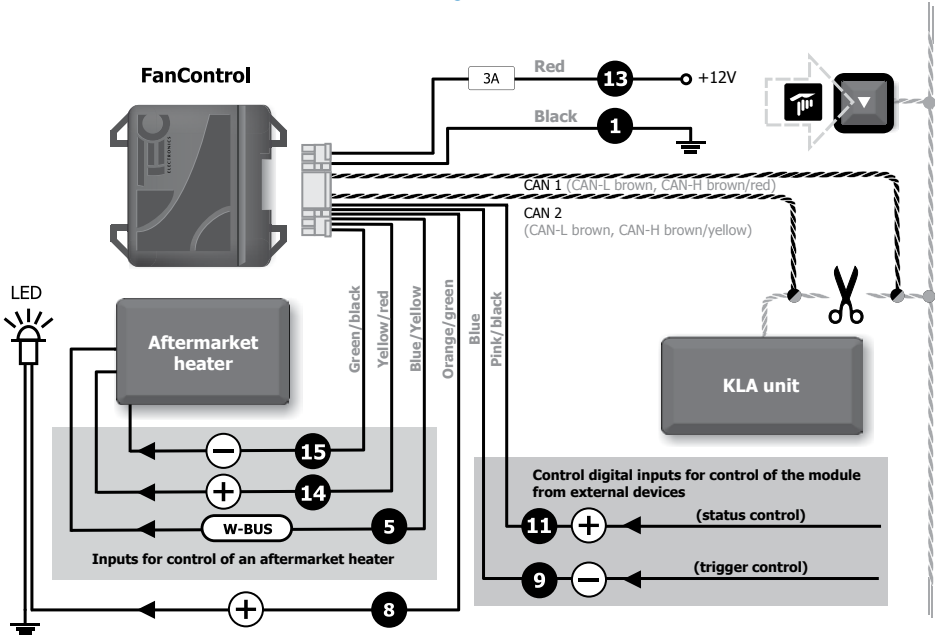 FanControl
TEC
ELECTRONICS
3A
Red
13
+12V
Black
1
CAN 1 (CAN-L brown, CAN-H brown/red)
CAN 2
(CAN-L brown, CAN-H brown/yellow)
LED
Aftermarket
heater
Green/black
Yellow/red
Blue/Yellow
Orange/green
Blue
Pink/black
KLA unit
15
14
W-BUS
5
Inputs for control of an aftermarket heater
8
Control digital inputs for control of the module
from external devices
11
(status control)
9
(trigger control)